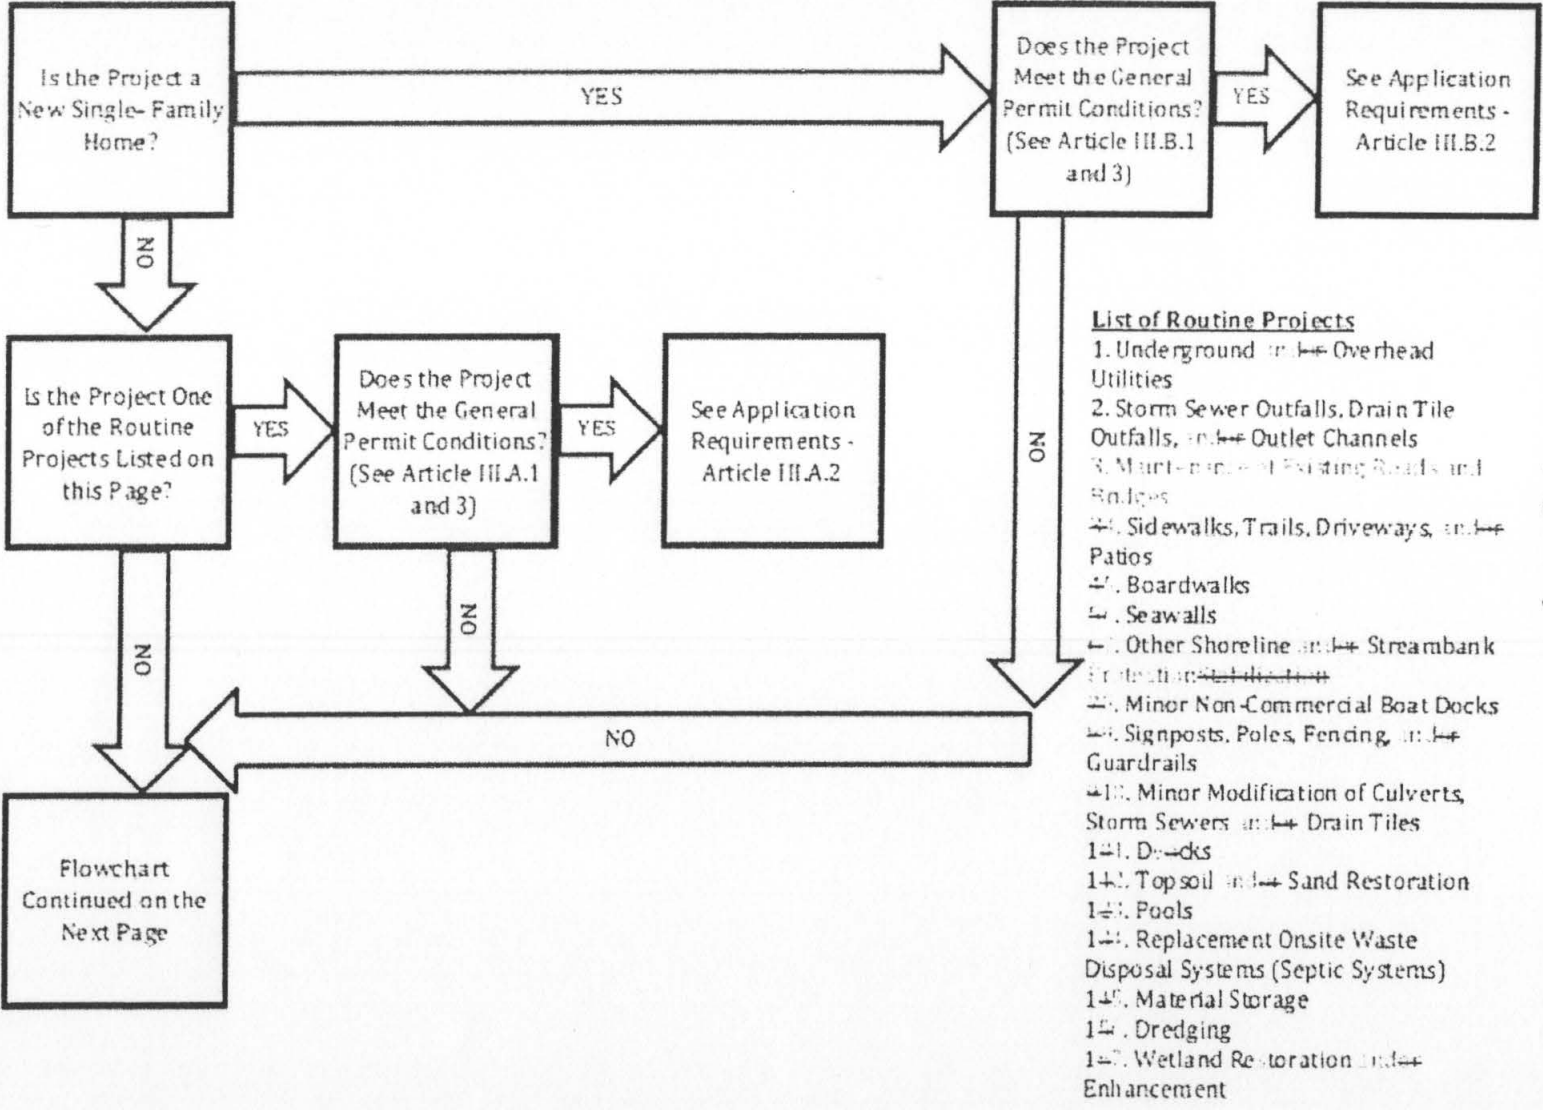 Is the Project a
New Single- Family
Home?
YES
Does the Project
Meet the General
Permit Conditions?
(See Article III.B.1
and 3)
YES
See Application
Requirements -
Article III.B.2
NO
Is the Project One
of the Routine
Projects Listed on
this Page?
YES
Does the Project
Meet the General
Permit Conditions?
(See Article III.A.1
and 3)
YES
See Application
Requirements -
Article III.A.2
NO
NO
NO
NO
Flowchart
Continued on the
Next Page
List of Routine Projects
1. Underground Overhead
Utilities
2. Storm Sewer Outfalls, Drain Tile
Outfalls, Outlet Channels
3. Maintenance of Existing Roads and
Bridges
Sidewalks, Trails, Driveways,
Patios
Boardwalks
Seawalls
Other Shoreline Streambank
Minor Non-Commercial Boat Docks
Signposts, Poles, Fencing,
Guardrails
Minor Modification of Culverts,
Storm Sewers Drain Tiles
Topsoil Sand Restoration
Pools
Replacement Onsite Waste
Disposal Systems (Septic Systems)
Material Storage
Dredging
Wetland Restoration
Enhancement